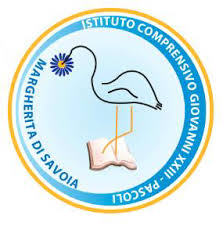 ISTITUTO COMPRENSIVO GIOVANNI XXIII - PASCOLI
MARGHERITA DI SAVOIA